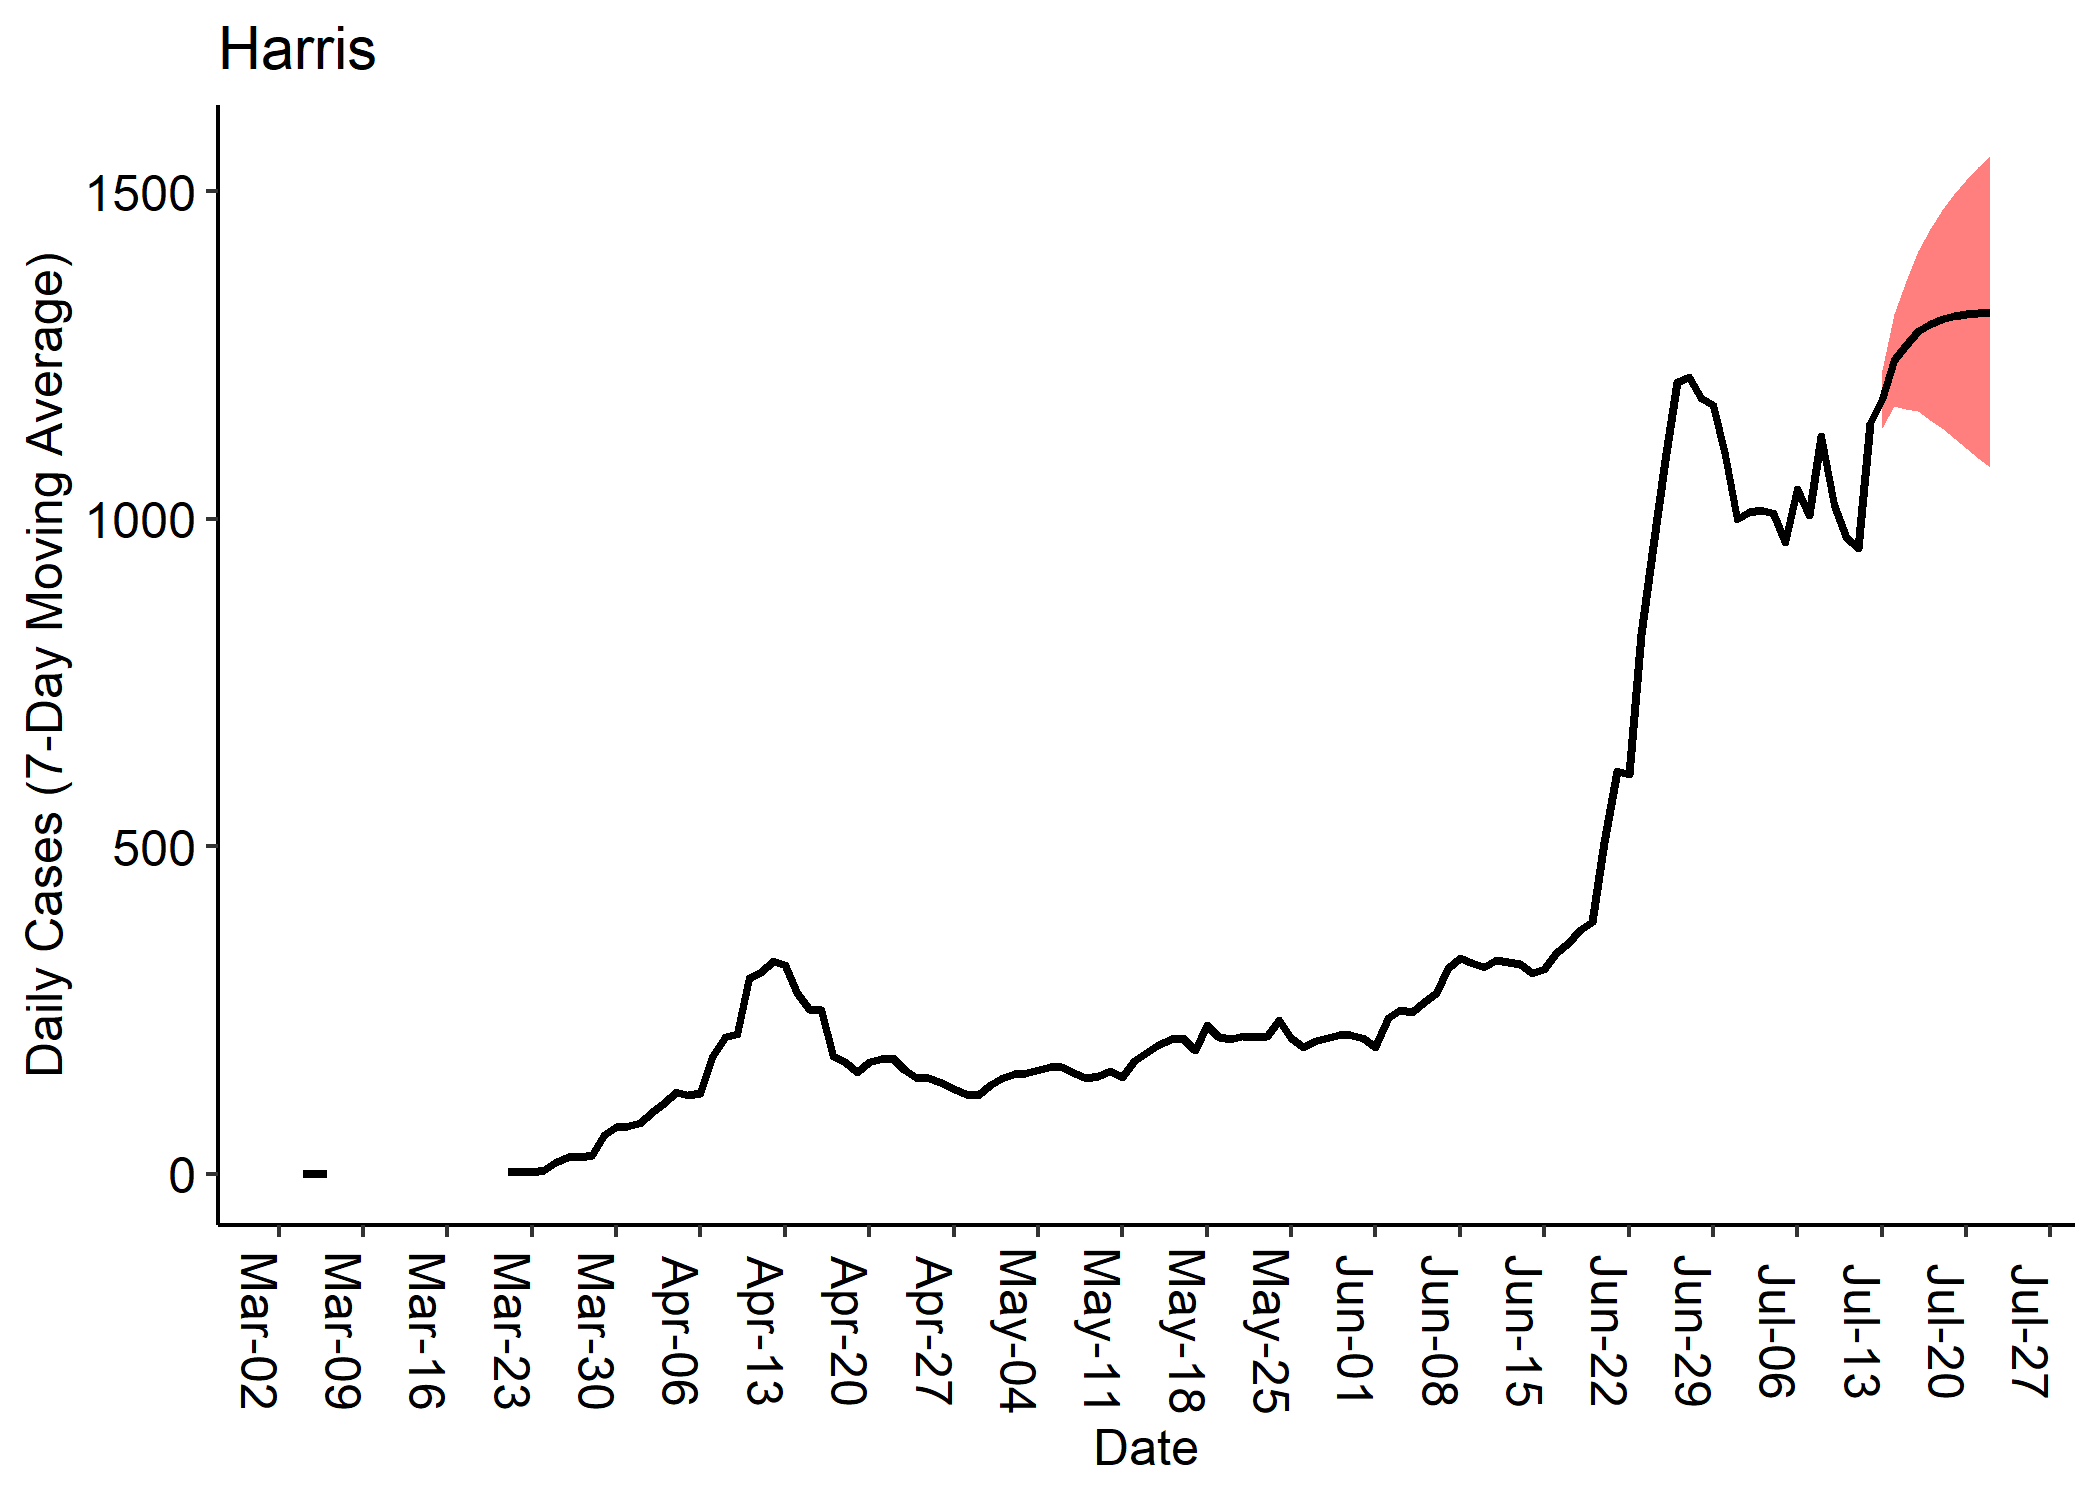 Harris
Daily Cases (7-Day Moving Average)
1500
1000
500
0
Mar-02
Mar-09
Mar-16
Mar-23
Mar-30
Apr-06
Apr-13
Apr-20
Apr-27
May-04
May-11
May-18
May-25
Jun-01
Jun-08
Jun-15
Jun-22
Jun-29
Jul-06
Jul-13
Jul-20
Jul-27
Date